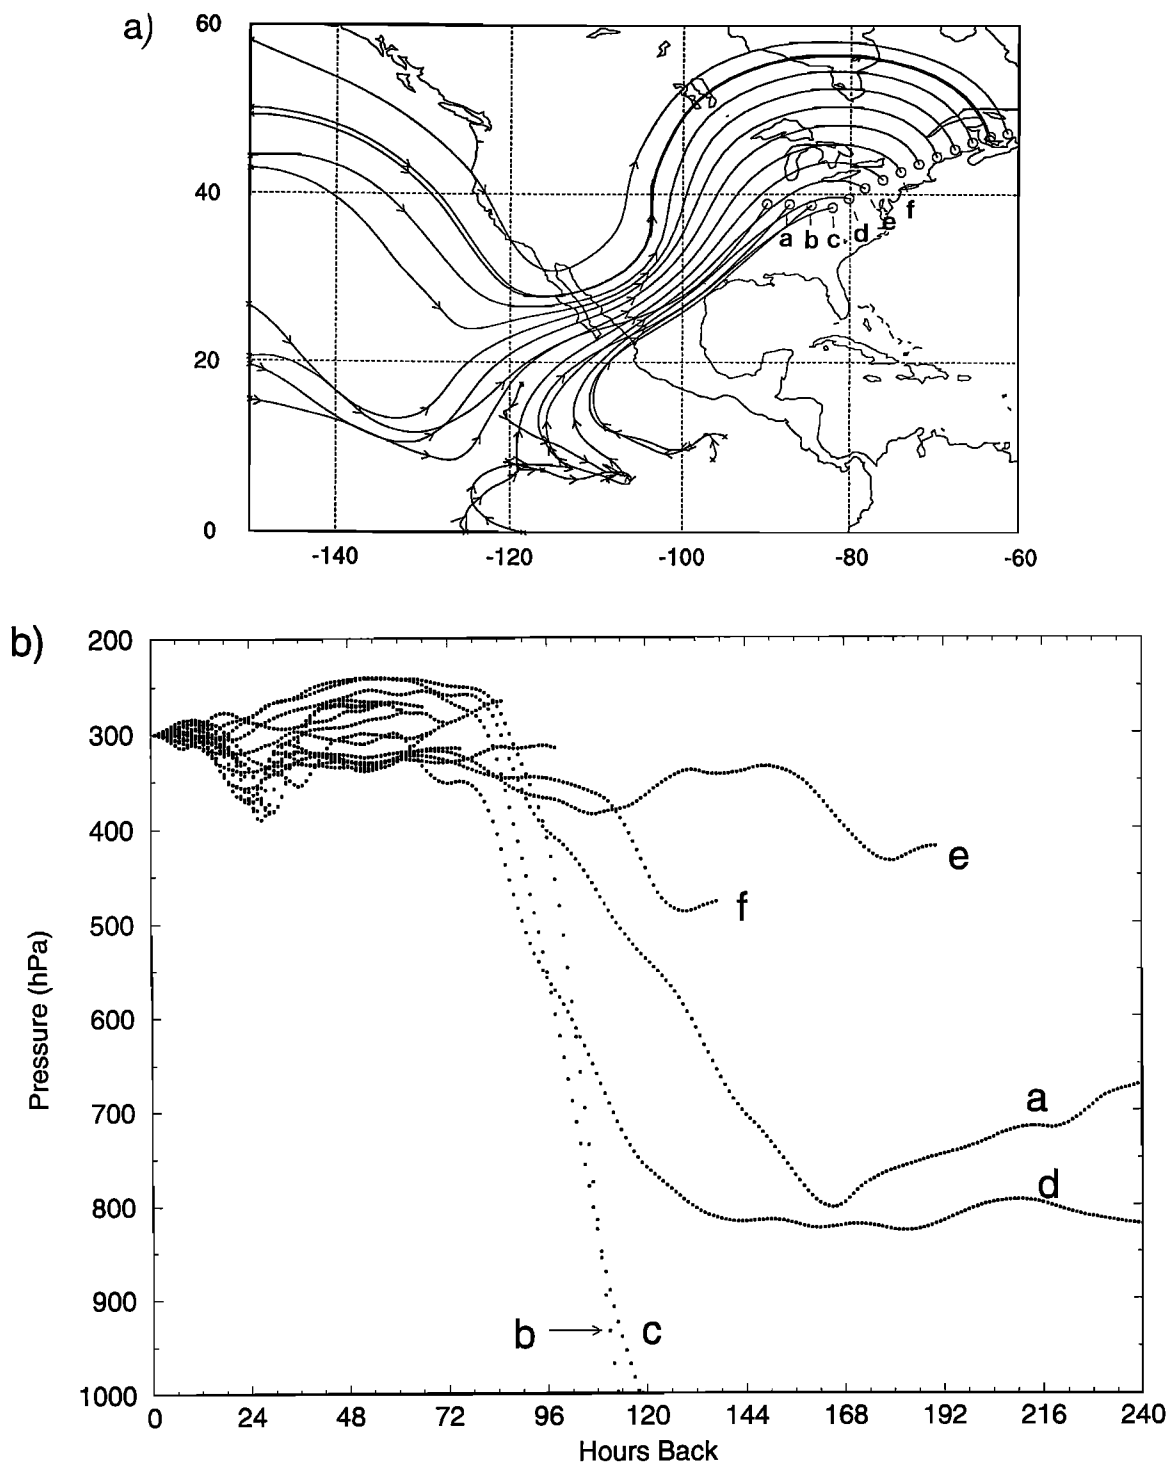 a)
60
40
20
0
a b c d e f
-140 -120 -100 -80 -60
b)
200
300
400
500
600
700
800
900
1000
Pressure (hPa)
e
f
a
d
b c
0 24 48 72 96 120 144 168 192 216 240
Hours Back